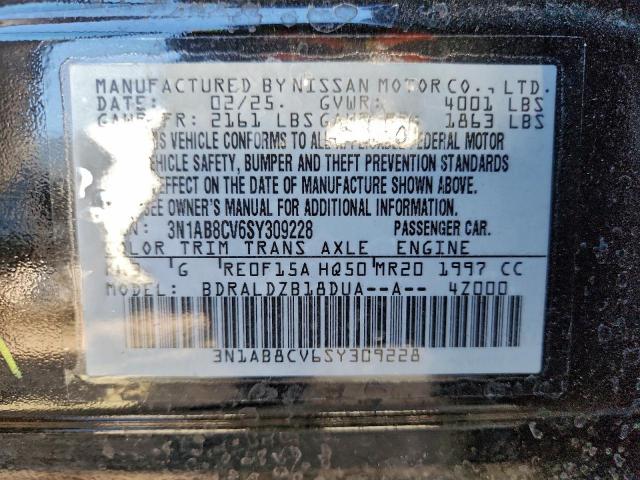 MANUFACTURED BY NISSAN MOTOR CO., LTD.
DATE: 02/25. GVWR: 4001 LBS
FR: 2161 LBS 1863 LBS
VEHICLE CONFORMS TO ALL APPLICABLE FEDERAL MOTOR
VEHICLE SAFETY, BUMPER AND THEFT PREVENTION STANDARDS
EFFECT ON THE DATE OF MANUFACTURE SHOWN ABOVE.
SEE OWNER'S MANUAL FOR ADDITIONAL INFORMATION.
3N1AB8CV6SY309228 PASSENGER CAR.
COLOR TRIM TRANS AXLE ENGINE
G RE0F15A HQ50 MR20 1997 CC
MODEL: BDRALDZB18DUA--A-- 4Z000
3N1AB8CV6SY309228